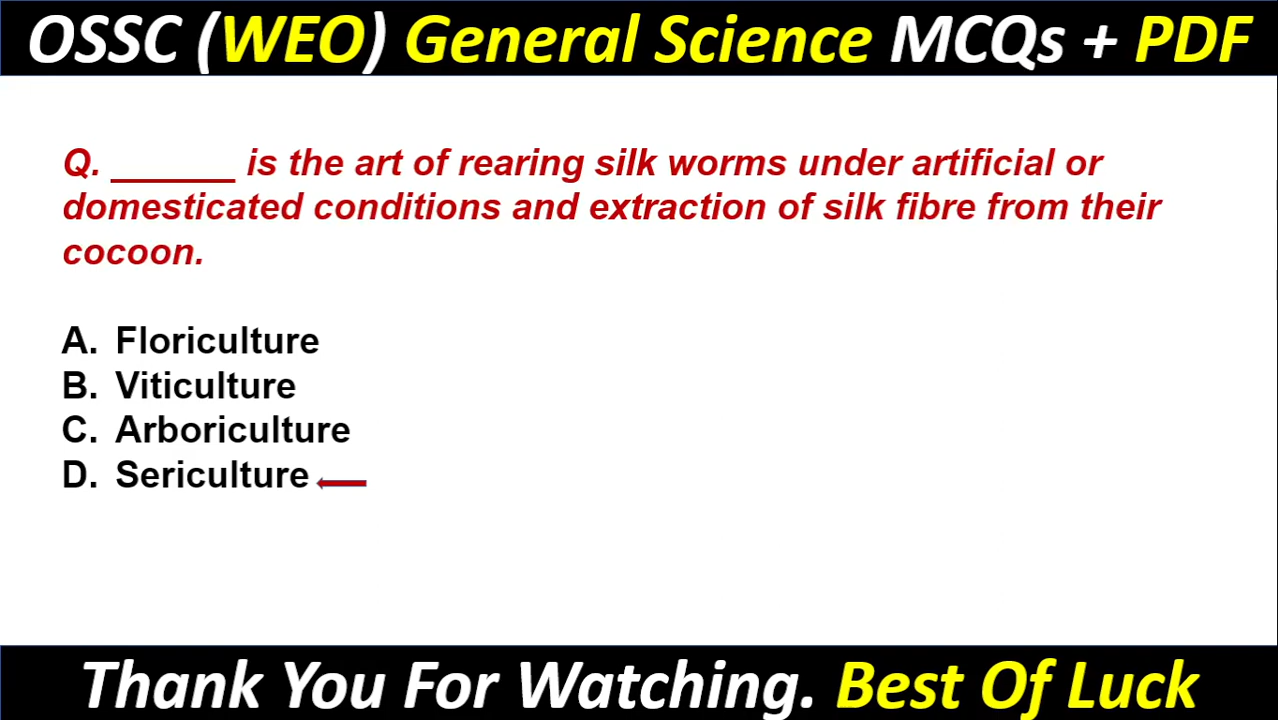 OSSC (WEO) General Science MCQs + PDF
Q. ______ is the art of rearing silk worms under artificial or
domesticated conditions and extraction of silk fibre from their
cocoon.
A. Floriculture
B. Viticulture
C. Arboriculture
D. Sericulture
Thank You For Watching. Best Of Luck